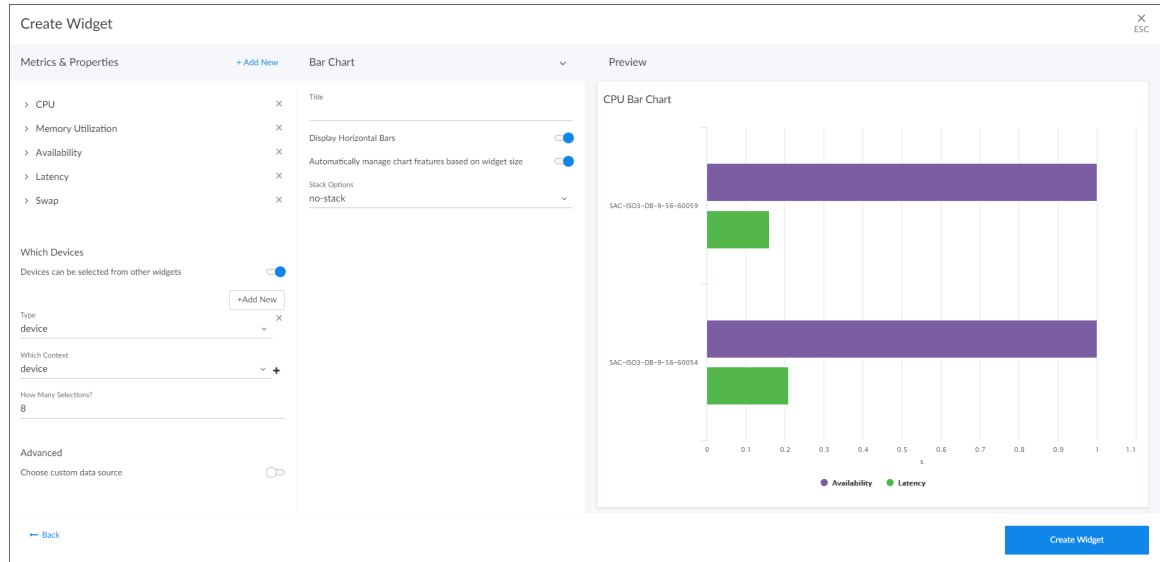 Create Widget
ESC
Metrics & Properties
+ Add New
CPU
Memory Utilization
Availability
Latency
Swap
Which Devices
Devices can be selected from other widgets
+Add New
Type
device
Which Context
device
How Many Selections?
8
Advanced
Choose custom data source
Bar Chart
Title
Display Horizontal Bars
Automatically manage chart features based on widget size
Stack Options
no-stack
Preview
CPU Bar Chart
SAC-ISO3-DB-9-56-60059
SAC-ISO3-DB-9-56-60054
0 0.1 0.2 0.3 0.4 0.5 0.6 0.7 0.8 0.9 1 1.1
s
Availability Latency
← Back
Create Widget